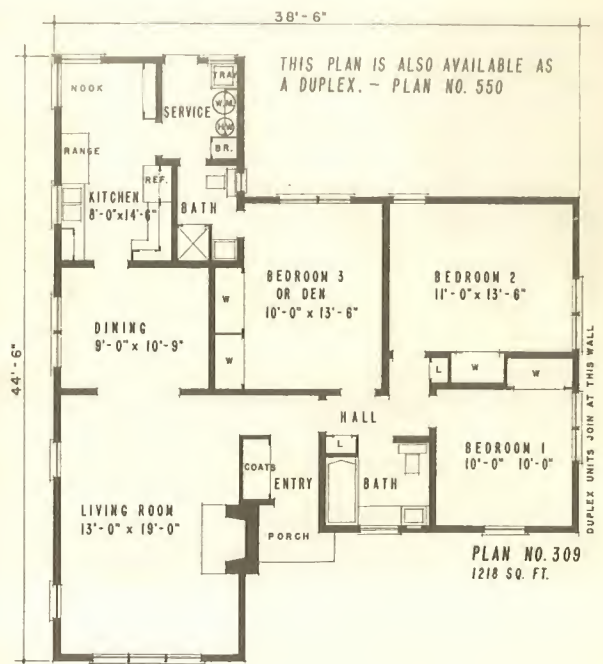 38'-6"
THIS PLAN IS ALSO AVAILABLE AS
A DUPLEX. - PLAN NO. 550
NOOK
TRAY
SERVICE
W.M.
H.W.
BR.
RANGE
REF.
KITCHEN
8'-0"x14'-6"
BATH
BEDROOM 3
OR DEN
10'-0" x 13'-6"
BEDROOM 2
11'-0" x 13'-6"
W
W
DINING
9'-0" x 10'-9"
44'-6"
L
W
W
DUPLEX UNITS JOIN AT THIS WALL
HALL
L
COATS
ENTRY
BATH
BEDROOM 1
10'-0" 10'-0"
LIVING ROOM
13'-0" x 19'-0"
PORCH
PLAN NO. 309
1218 SQ. FT.